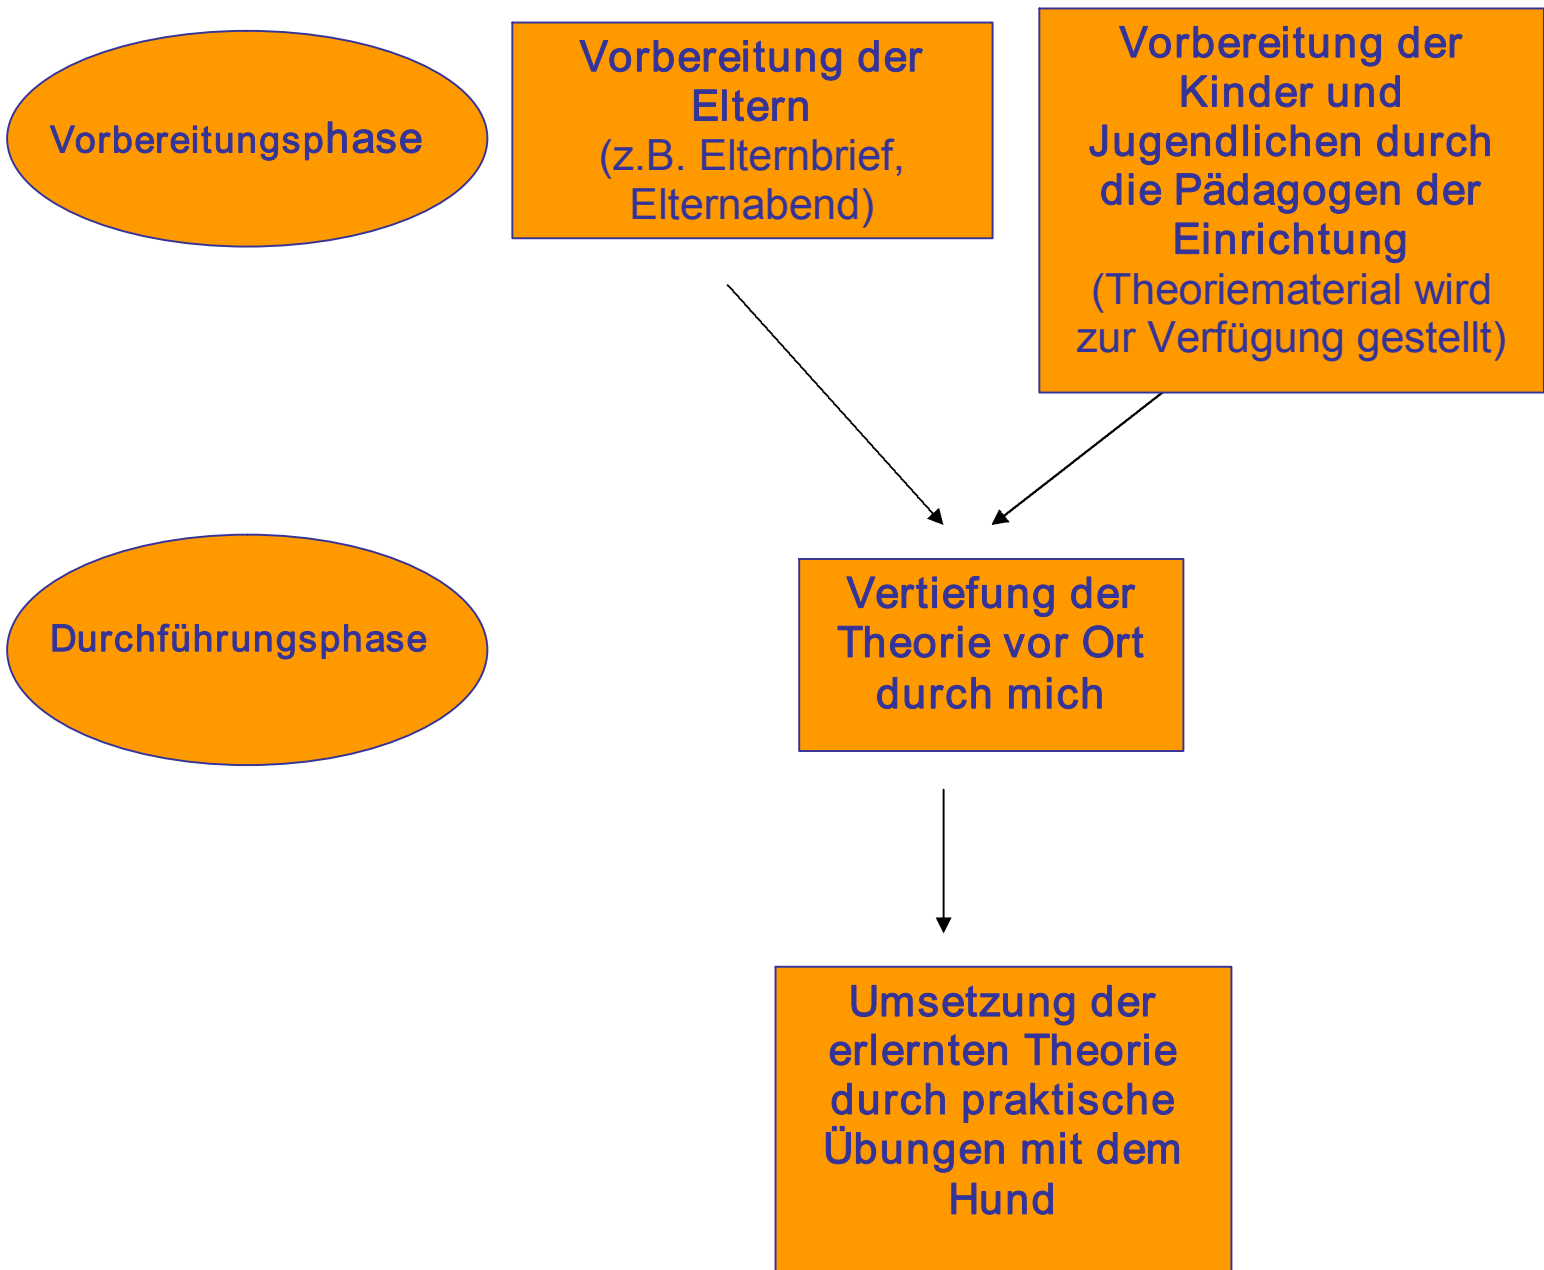 Vorbereitungsphase
Vorbereitung der
Eltern
(z.B. Elternbrief,
Elternabend)
Vorbereitung der
Kinder und
Jugendlichen durch
die Pädagogen der
Einrichtung
(Theoriematerial wird
zur Verfügung gestellt)
Durchführungsphase
Vertiefung der
Theorie vor Ort
durch mich
Umsetzung der
erlernten Theorie
durch praktische
Übungen mit dem
Hund